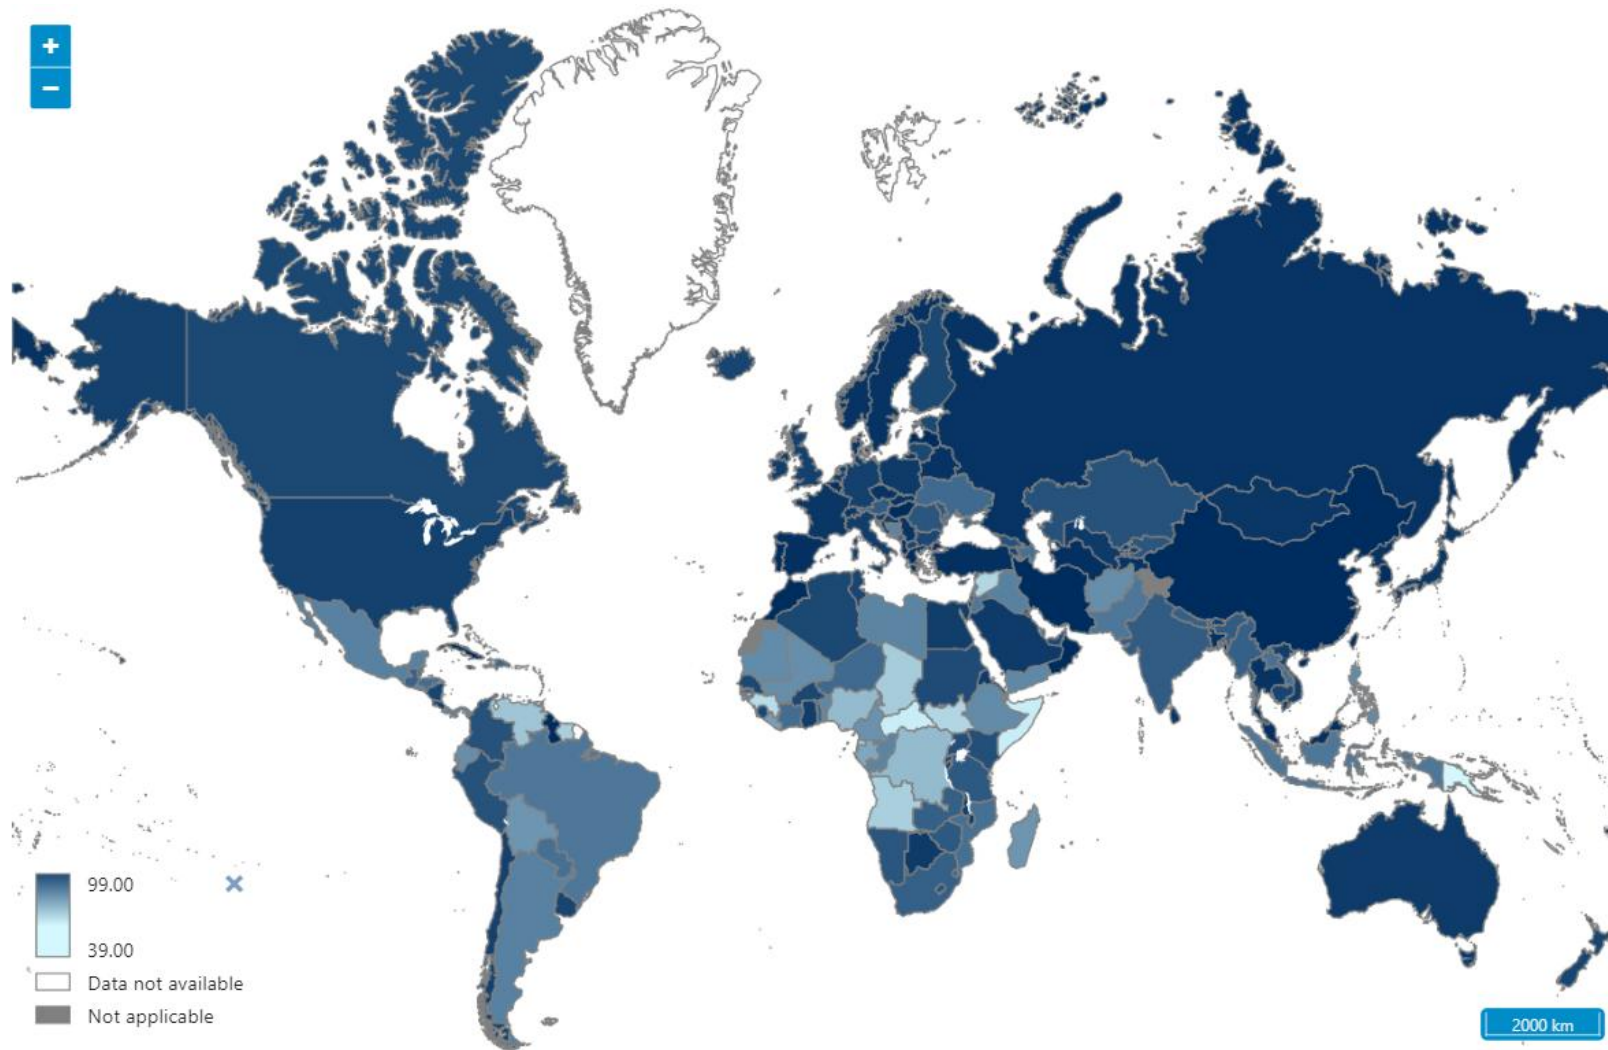 +
−
99.00
39.00
Data not available
Not applicable
2000 km